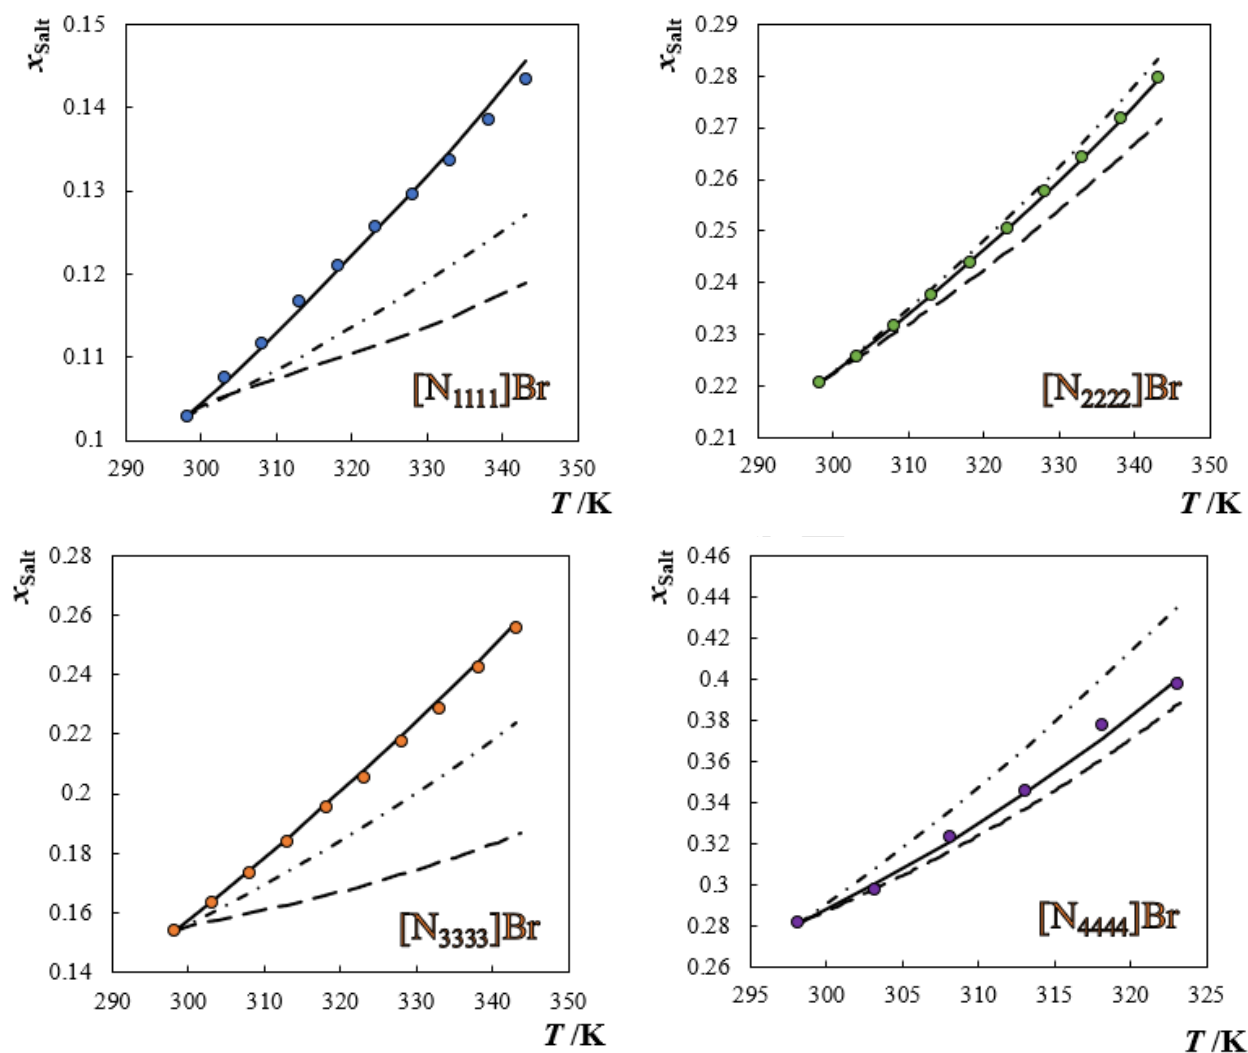 xSalt
0.15
0.14
0.13
0.12
0.11
0.1
290 300 310 320 330 340 350
T /K
[N1111]Br
xSalt
0.29
0.28
0.27
0.26
0.25
0.24
0.23
0.22
0.21
290 300 310 320 330 340 350
T /K
[N2222]Br
xSalt
0.28
0.26
0.24
0.22
0.2
0.18
0.16
0.14
290 300 310 320 330 340 350
T /K
[N3333]Br
xSalt
0.46
0.44
0.42
0.4
0.38
0.36
0.34
0.32
0.3
0.28
0.26
295 300 305 310 315 320 325
T /K
[N4444]Br